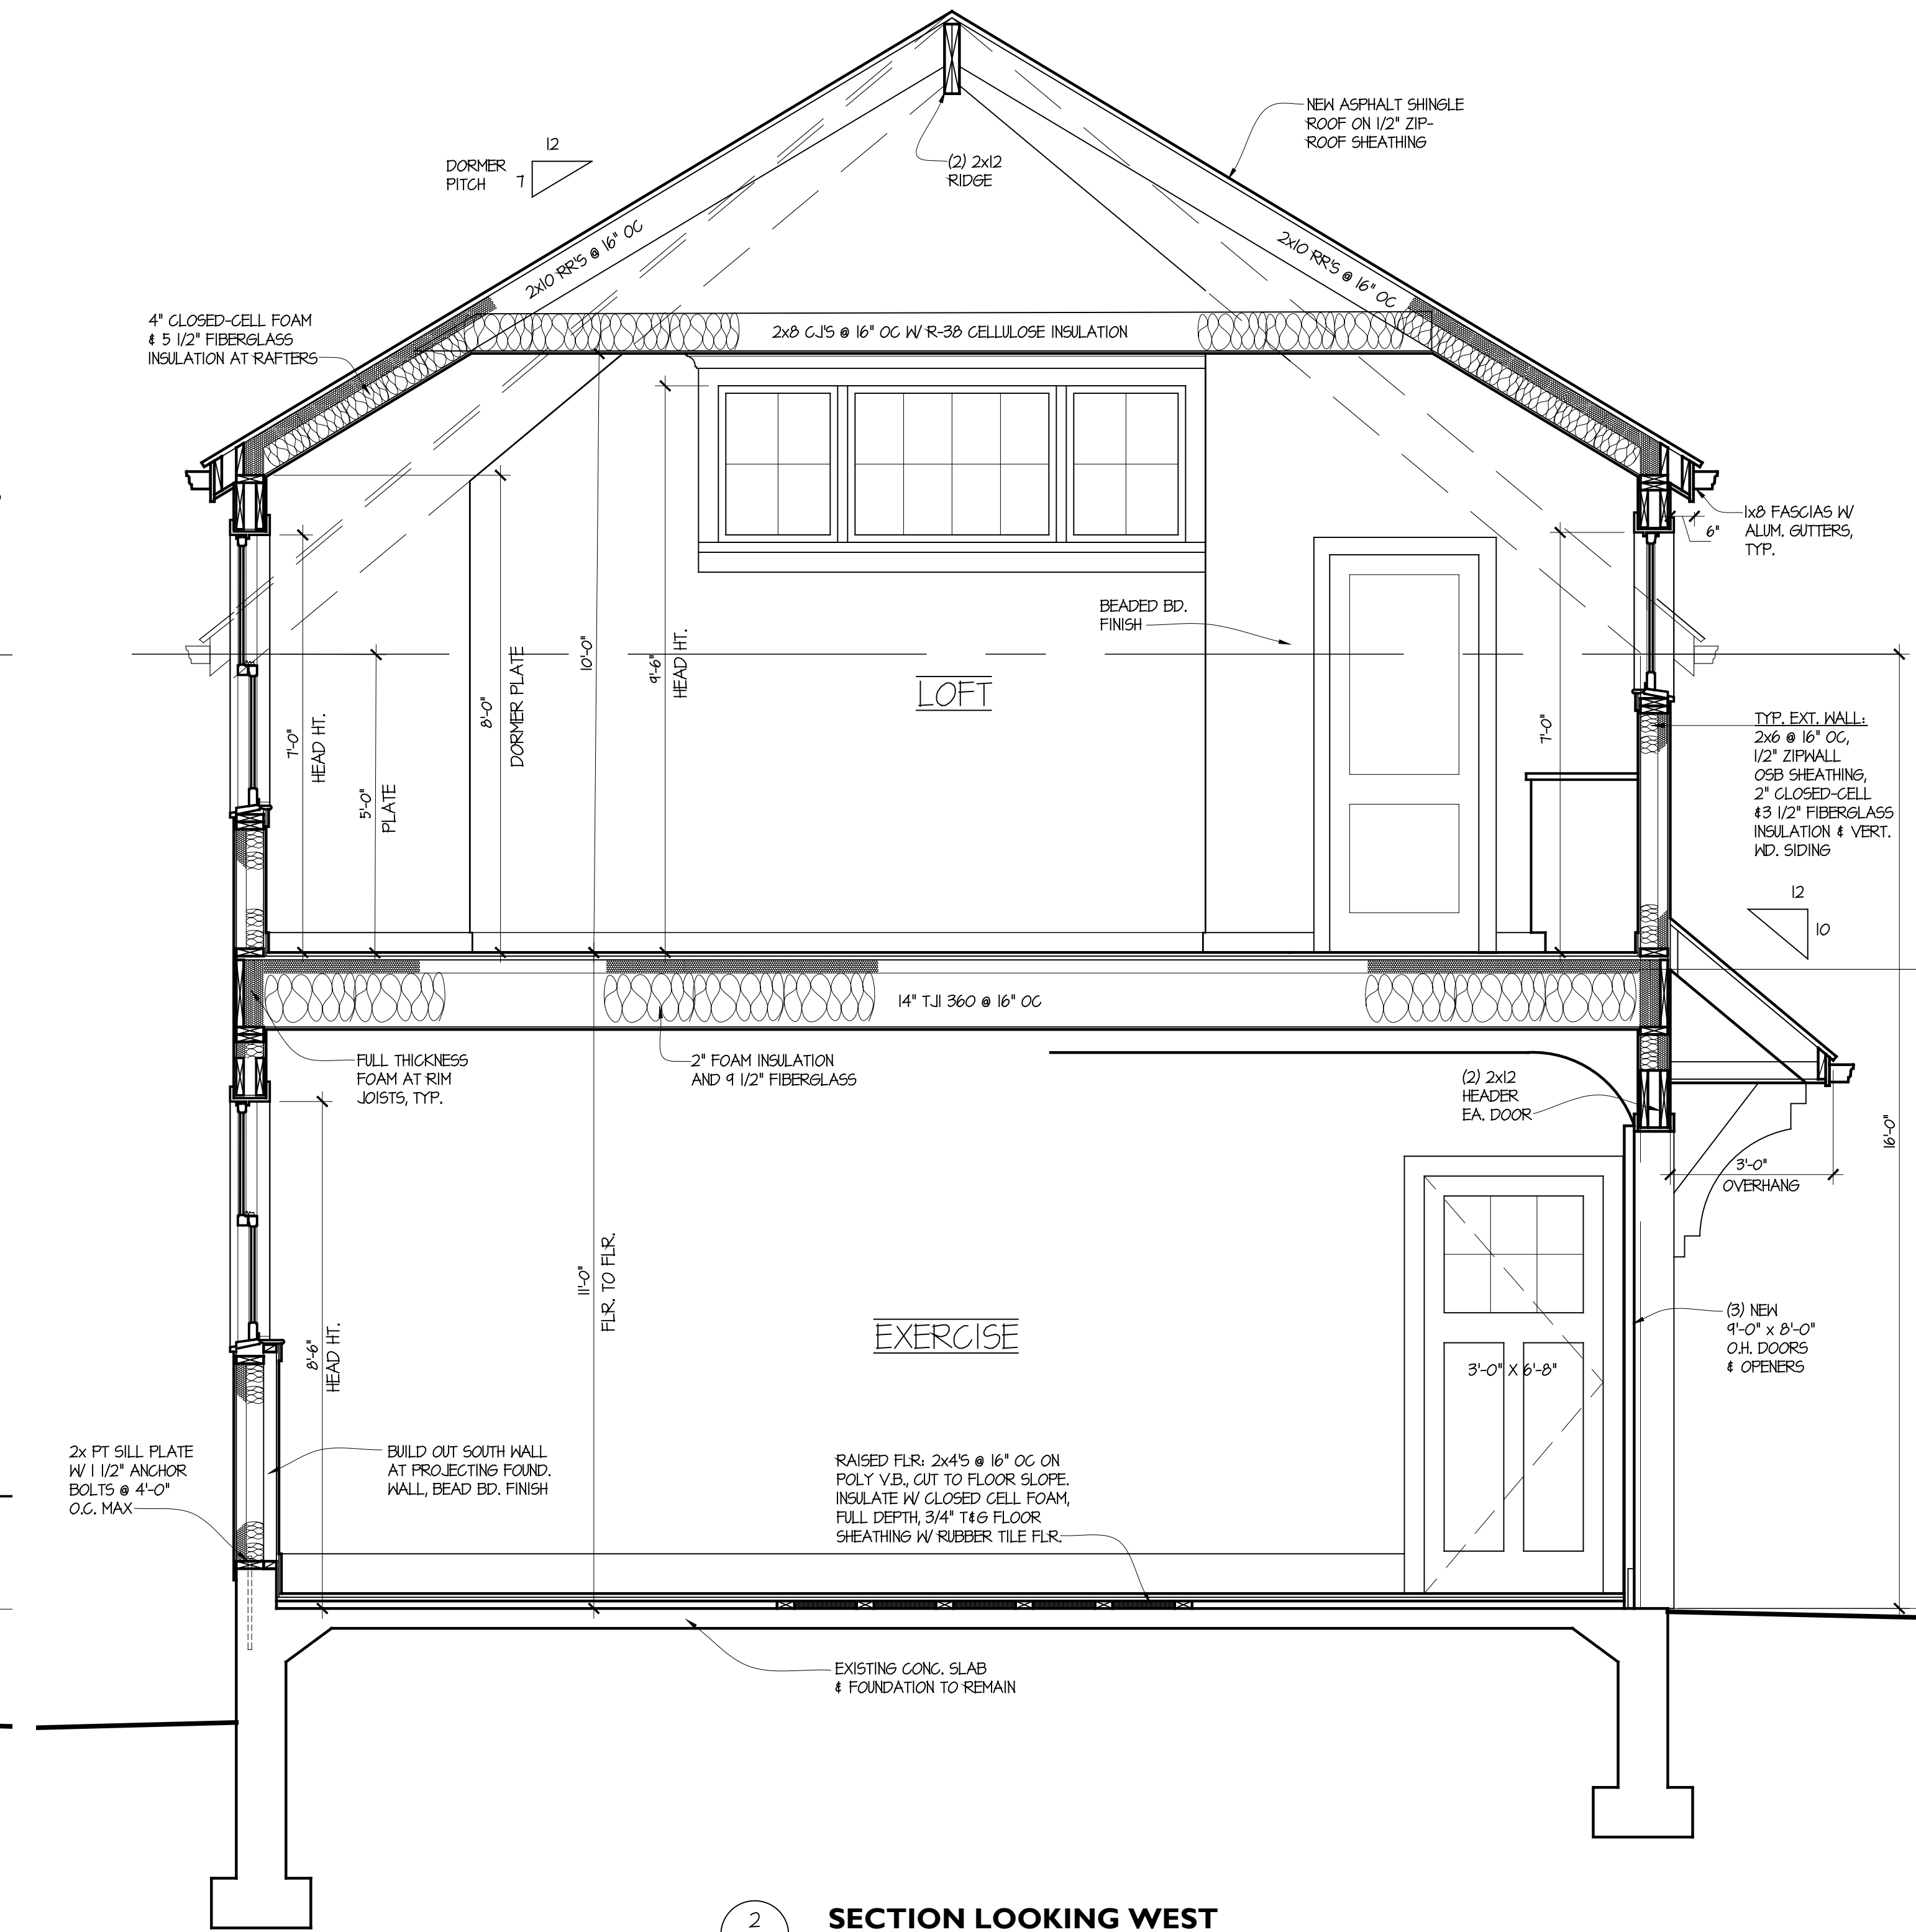 NEW ASPHALT SHINGLE
ROOF ON 1/2" ZIP-
ROOF SHEATHING
12
DORMER
PITCH
7
(2) 2x12
RIDGE
2x10 RR'S @ 16" OC
2x10 RR'S @ 16" OC
4" CLOSED-CELL FOAM
& 5 1/2" FIBERGLASS
INSULATION AT RAFTERS
2x8 CJ'S @ 16" OC W/ R-38 CELLULOSE INSULATION
1x8 FASCIAS W/
ALUM. GUTTERS,
TYP.
6"
BEADED BD.
FINISH
7'-0"
HEAD HT.
5'-0"
PLATE
8'-0"
DORMER PLATE
10'-0"
9'-6"
HEAD HT.
LOFT
7'-0"
TYP. EXT. WALL:
2x6 @ 16" OC,
1/2" ZIPWALL
OSB SHEATHING,
2" CLOSED-CELL
&3 1/2" FIBERGLASS
INSULATION & VERT.
WD. SIDING
12
10
14" TJI 360 @ 16" OC
FULL THICKNESS
FOAM AT RIM
JOISTS, TYP.
2" FOAM INSULATION
AND 9 1/2" FIBERGLASS
(2) 2x12
HEADER
EA. DOOR
16'-0"
3'-0"
OVERHANG
8'-6"
HEAD HT.
11'-0"
FLR. TO FLR.
EXERCISE
3'-0" X 6'-8"
(3) NEW
9'-0" x 8'-0"
O.H. DOORS
& OPENERS
2x PT SILL PLATE
W/ 1 1/2" ANCHOR
BOLTS @ 4'-0"
O.C. MAX
BUILD OUT SOUTH WALL
AT PROJECTING FOUND.
WALL, BEAD BD. FINISH
RAISED FLR: 2x4'S @ 16" OC ON
POLY V.B., CUT TO FLOOR SLOPE.
INSULATE W/ CLOSED CELL FOAM,
FULL DEPTH, 3/4" T&G FLOOR
SHEATHING W/ RUBBER TILE FLR.
EXISTING CONC. SLAB
& FOUNDATION TO REMAIN
2
SECTION LOOKING WEST